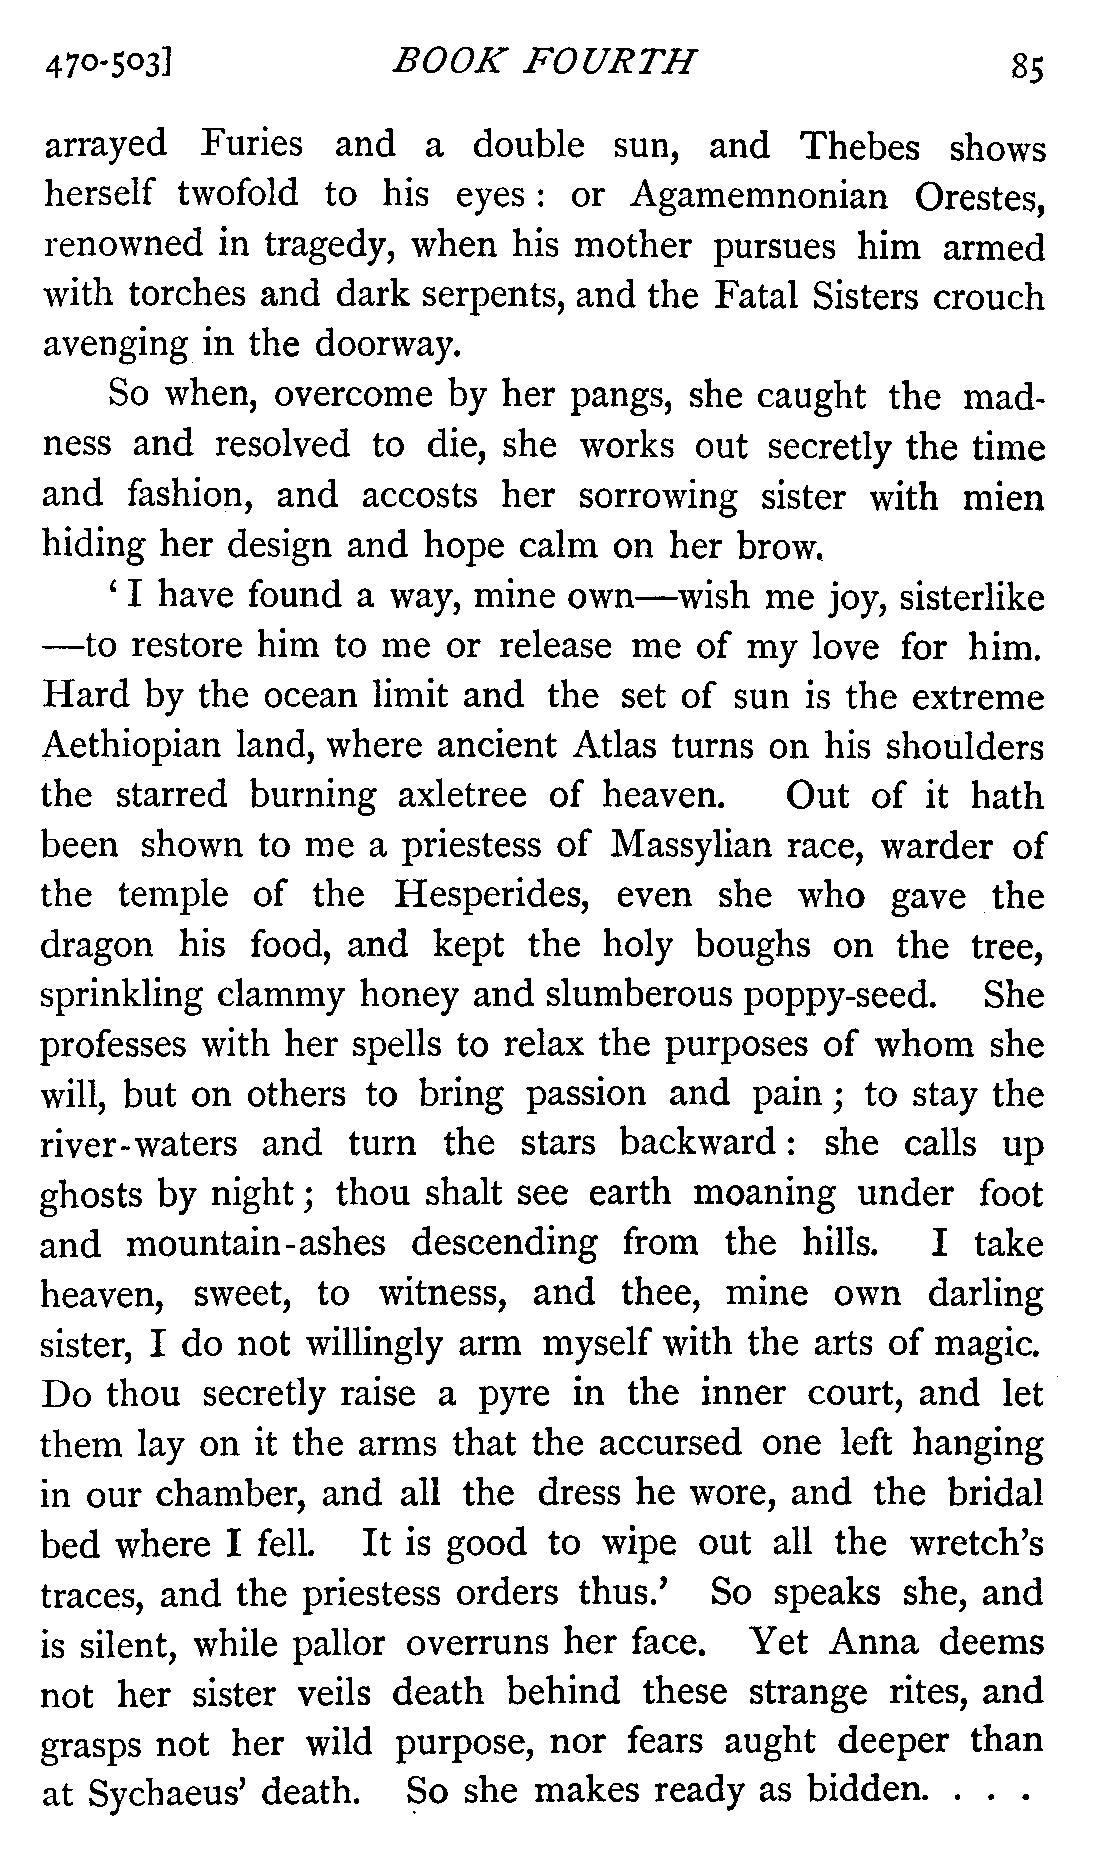 470-503] BOOK FOURTH 85
arrayed Furies and a double sun, and Thebes shows
herself twofold to his eyes : or Agamemnonian Orestes,
renowned in tragedy, when his mother pursues him armed
with torches and dark serpents, and the Fatal Sisters crouch
avenging in the doorway.
So when, overcome by her pangs, she caught the mad-
ness and resolved to die, she works out secretly the time
and fashion, and accosts her sorrowing sister with mien
hiding her design and hope calm on her brow.
‘ I have found a way, mine own—wish me joy, sisterlike
—to restore him to me or release me of my love for him.
Hard by the ocean limit and the set of sun is the extreme
Aethiopian land, where ancient Atlas turns on his shoulders
the starred burning axletree of heaven. Out of it hath
been shown to me a priestess of Massylian race, warder of
the temple of the Hesperides, even she who gave the
dragon his food, and kept the holy boughs on the tree,
sprinkling clammy honey and slumberous poppy-seed. She
professes with her spells to relax the purposes of whom she
will, but on others to bring passion and pain ; to stay the
river-waters and turn the stars backward : she calls up
ghosts by night ; thou shalt see earth moaning under foot
and mountain-ashes descending from the hills. I take
heaven, sweet, to witness, and thee, mine own darling
sister, I do not willingly arm myself with the arts of magic.
Do thou secretly raise a pyre in the inner court, and let
them lay on it the arms that the accursed one left hanging
in our chamber, and all the dress he wore, and the bridal
bed where I fell. It is good to wipe out all the wretch’s
traces, and the priestess orders thus.’ So speaks she, and
is silent, while pallor overruns her face. Yet Anna deems
not her sister veils death behind these strange rites, and
grasps not her wild purpose, nor fears aught deeper than
at Sychaeus’ death. So she makes ready as bidden. . . .